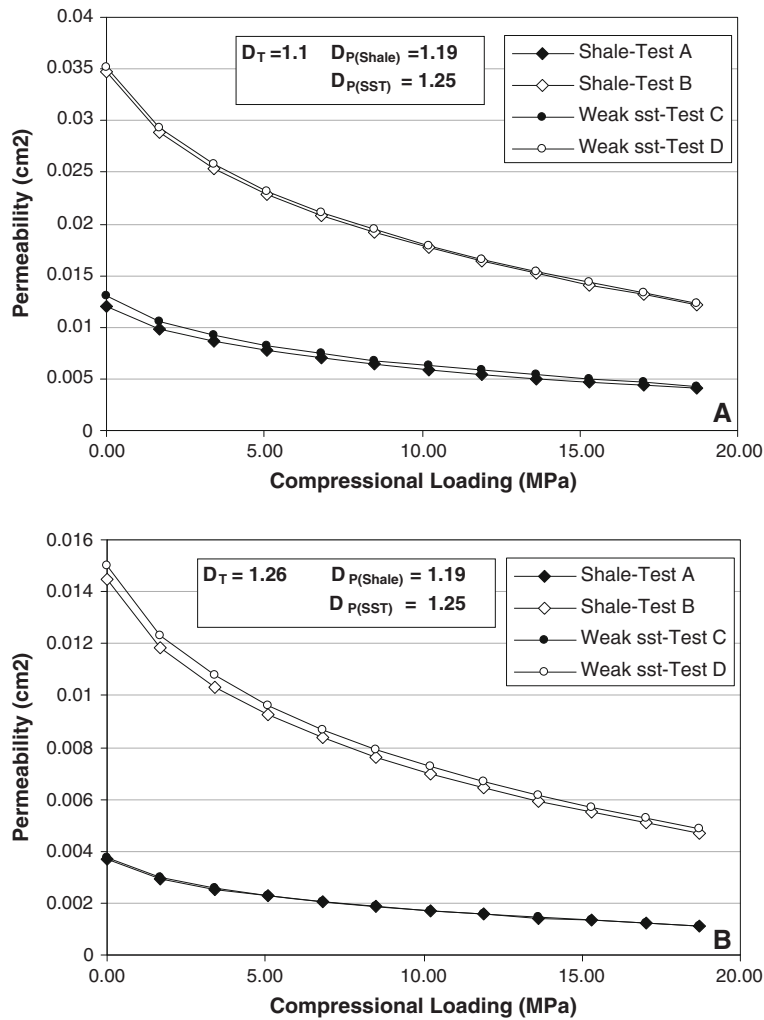 0.04
0.035
0.03
0.025
0.02
0.015
0.01
0.005
0
Permeability (cm2)
D_T =1.1 D_P(Shale) =1.19
D_P(SST) = 1.25
Shale-Test A
Shale-Test B
Weak sst-Test C
Weak sst-Test D
A
0.00 5.00 10.00 15.00 20.00
Compressional Loading (MPa)
0.016
0.014
0.012
0.01
0.008
0.006
0.004
0.002
0
Permeability (cm2)
D_T = 1.26 D_P(Shale) = 1.19
D_P(SST) = 1.25
Shale-Test A
Shale-Test B
Weak sst-Test C
Weak sst-Test D
B
0.00 5.00 10.00 15.00 20.00
Compressional Loading (MPa)